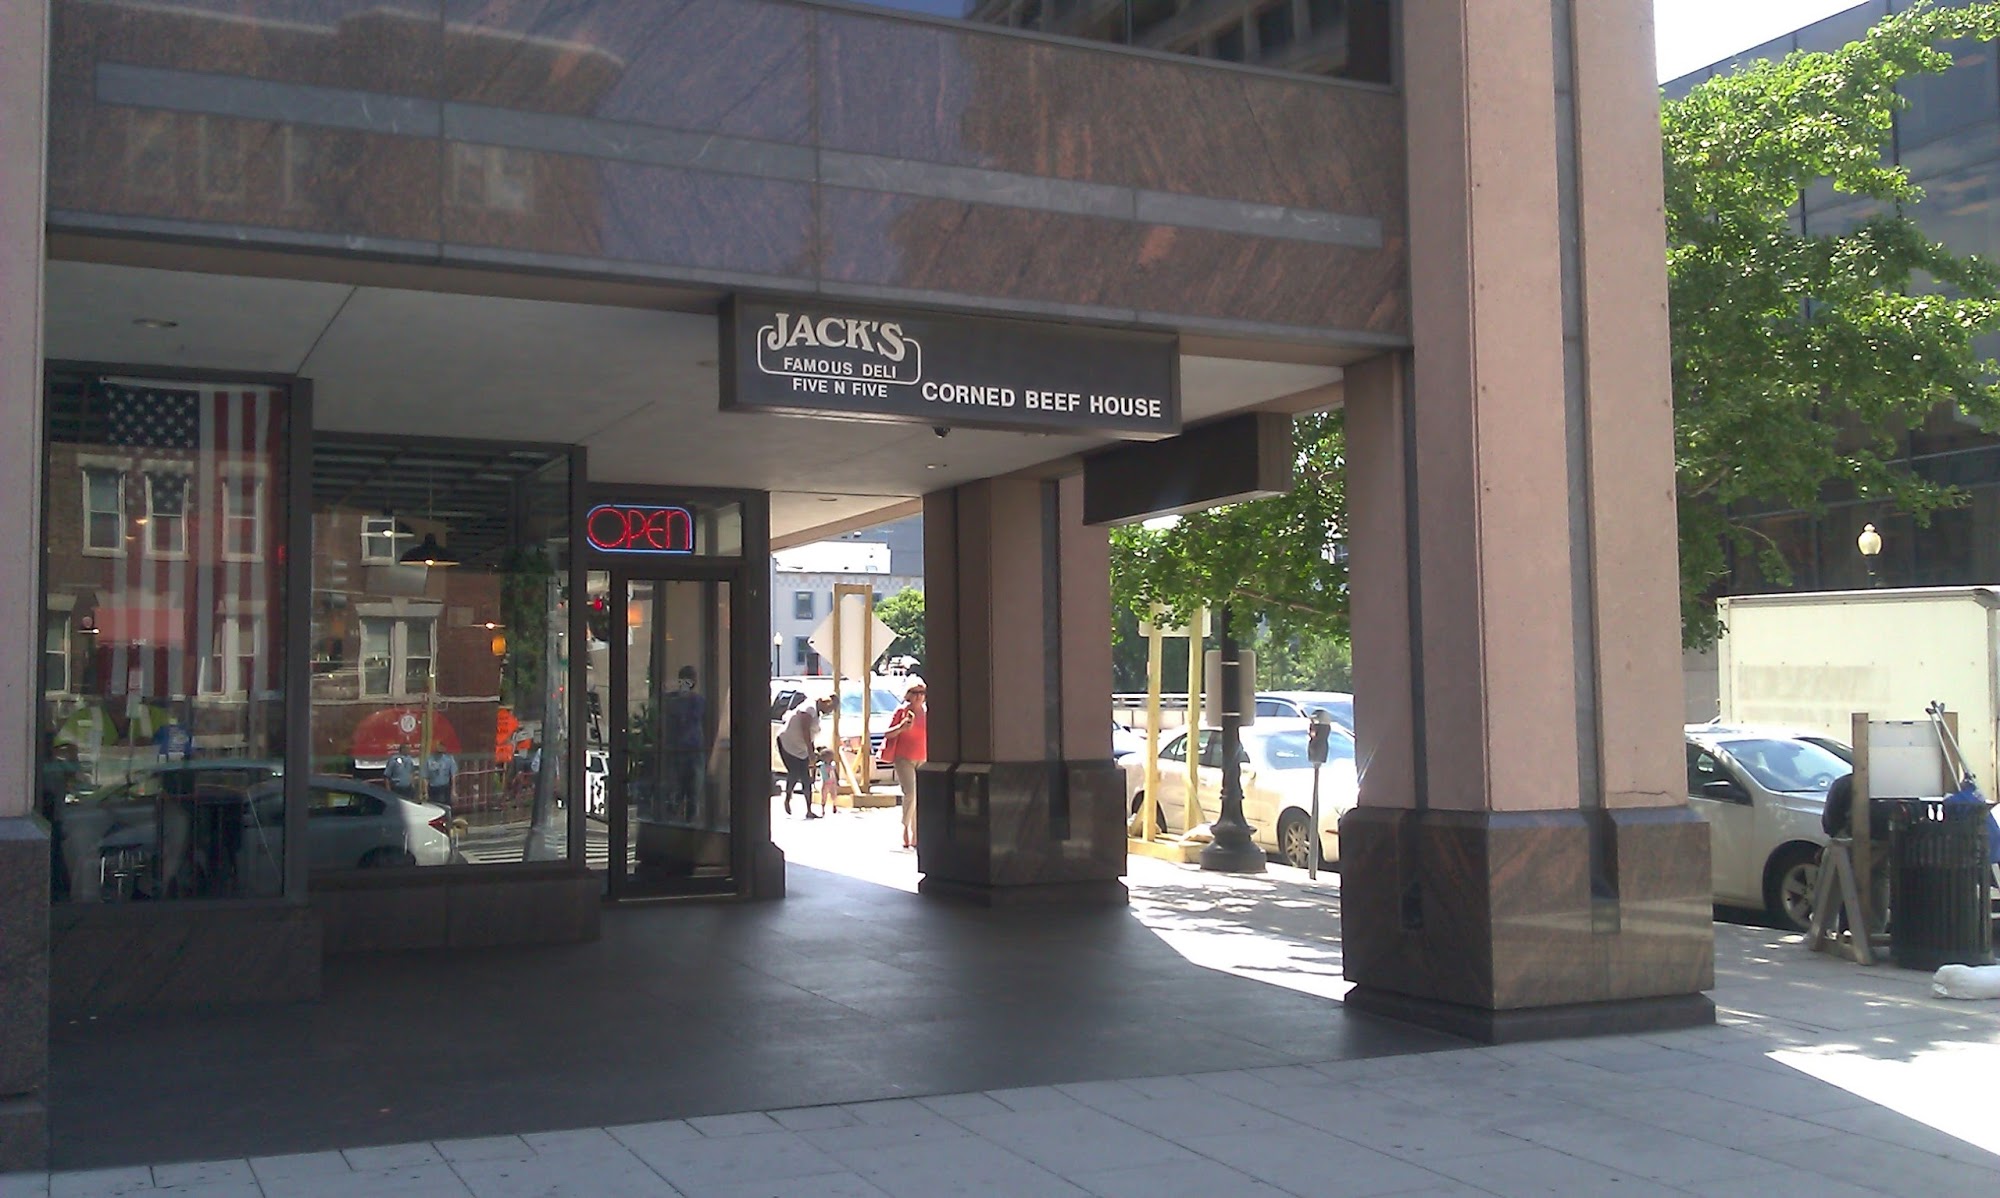 JACK'S
FAMOUS DELI
FIVE N FIVE
CORNED BEEF HOUSE
OPEN